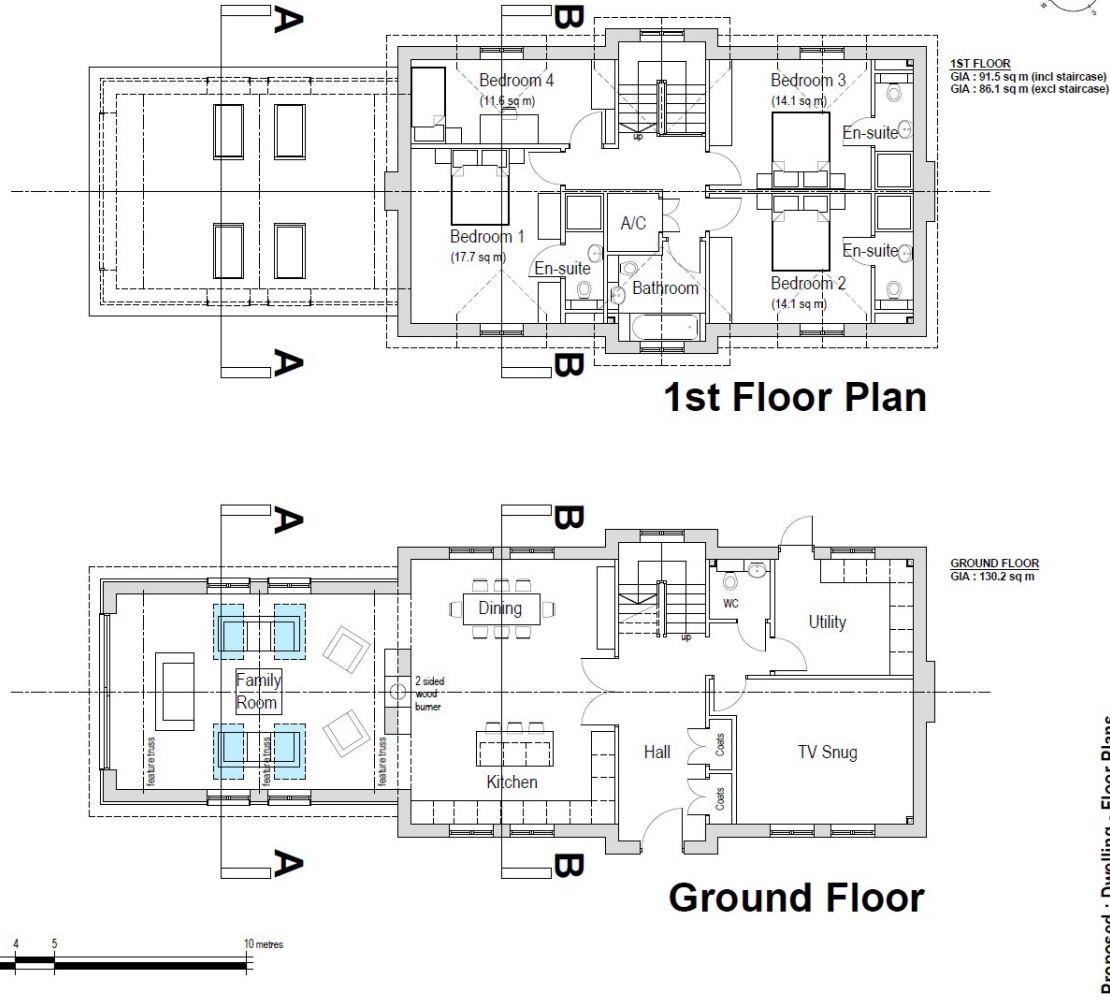 A
B
1ST FLOOR
GIA : 91.5 sq m (incl staircase)
GIA : 86.1 sq m (excl staircase)
Bedroom 4
(11.6 sq m)
up
Bedroom 3
(14.1 sq m)
En-suite
Bedroom 1
(17.7 sq m)
A/C
En-suite
Bathroom
En-suite
Bedroom 2
(14.1 sq m)
A
B
1st Floor Plan
A
B
GROUND FLOOR
GIA : 130.2 sq m
Dining
WC
Utility
up
Family
Room
2 sided
wood
burner
feature truss
feature truss
feature truss
Kitchen
Hall
Coats
Coats
TV Snug
A
B
Ground Floor
4
5
10 metres
Proposed : Dwelling - Floor Plans